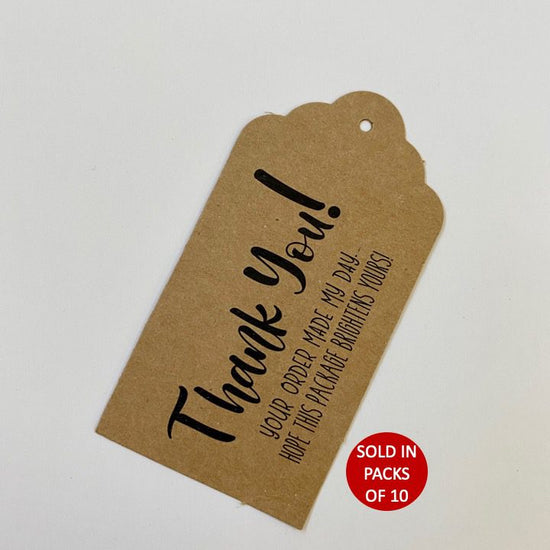 Thank You!
YOUR ORDER MADE MY DAY.
HOPE THIS PACKAGE BRIGHTENS YOURS!
SOLD IN
PACKS
OF 10